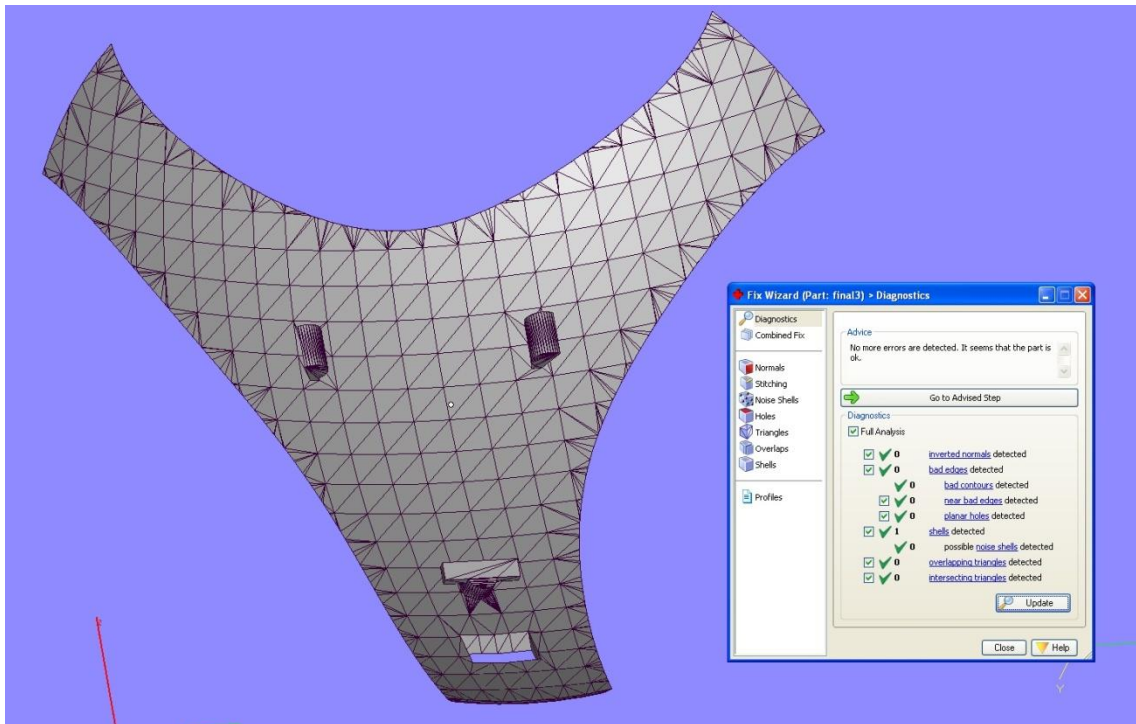 Fix Wizard (Part: final3) > Diagnostics
Diagnostics
Combined Fix
Normals
Stitching
Noise Shells
Holes
Triangles
Overlaps
Shells
Profiles
Advice
No more errors are detected. It seems that the part is
ok.
Go to Advised Step
Diagnostics
Full Analysis
0 inverted normals detected
0 bad edges detected
0 bad contours detected
0 near bad edges detected
0 planar holes detected
1 shells detected
0 possible noise shells detected
0 overlapping triangles detected
0 intersecting triangles detected
Update
Close
Help
Y